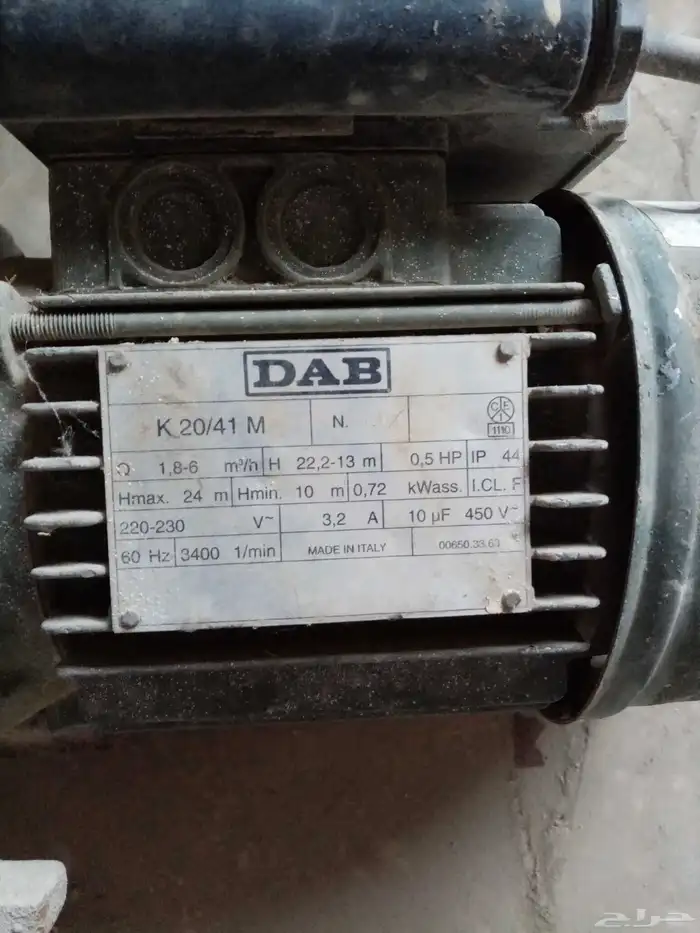 DAB
K 20/41 M N.
C E
1
1110
Q 1,8-6 m³/h H 22,2-13 m 0,5 HP IP 44
Hmax. 24 m Hmin. 10 m 0,72 kWass. I.CL. F
220-230 V~ 3,2 A 10 µF 450 V~
60 Hz 3400 1/min MADE IN ITALY 00650.33.63
حراج